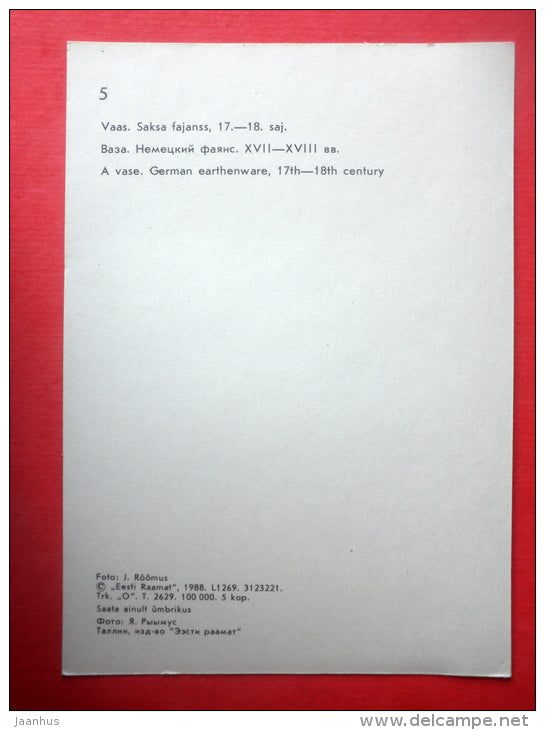 5
Vaas. Saksa fajanss, 17.—18. saj.
Ваза. Немецкий фаянс. XVII—XVIII вв.
A vase. German earthenware, 17th—18th century
Foto: J. Rõõmus
© „Eesti Raamat", 1988. L1269. 3123221.
Trk. „O". T. 2629. 100 000. 5 kop.
Saata ainult ümbrikus
Фото: Я. Рыымус
Таллин, изд-во "Ээсти раамат"
jaanhus
www.delcampe.net